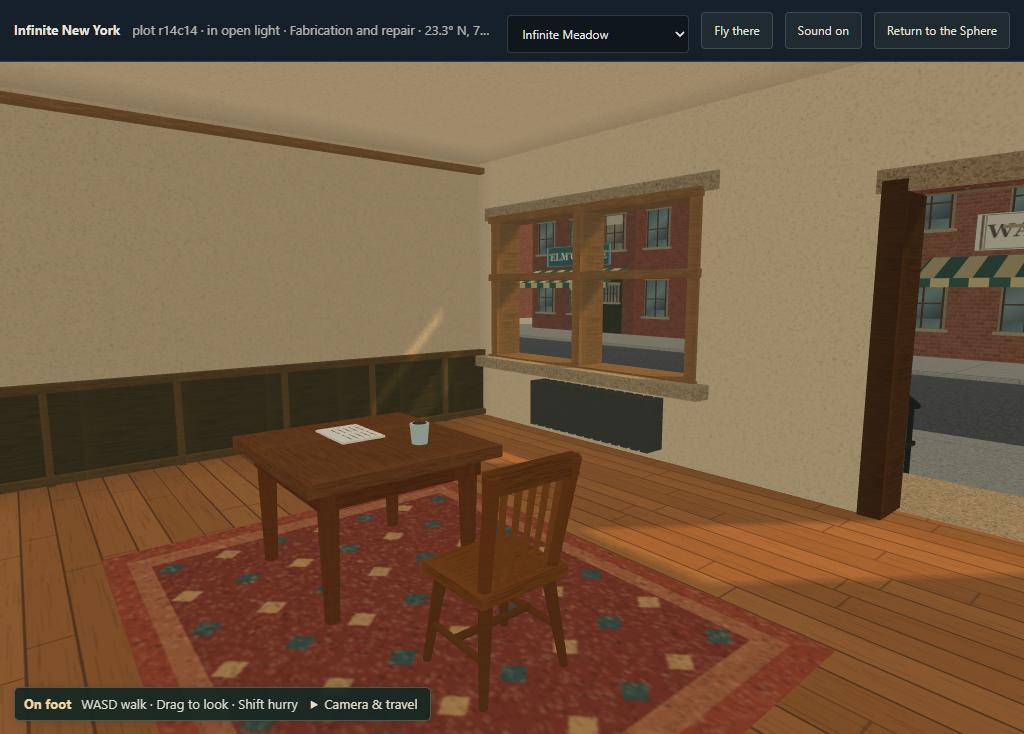 Infinite New York plot r14c14 · in open light · Fabrication and repair · 23.3° N, 7...
Infinite Meadow
Fly there
Sound on
Return to the Sphere
WA
ELM
On foot WASD walk · Drag to look · Shift hurry ▶ Camera & travel